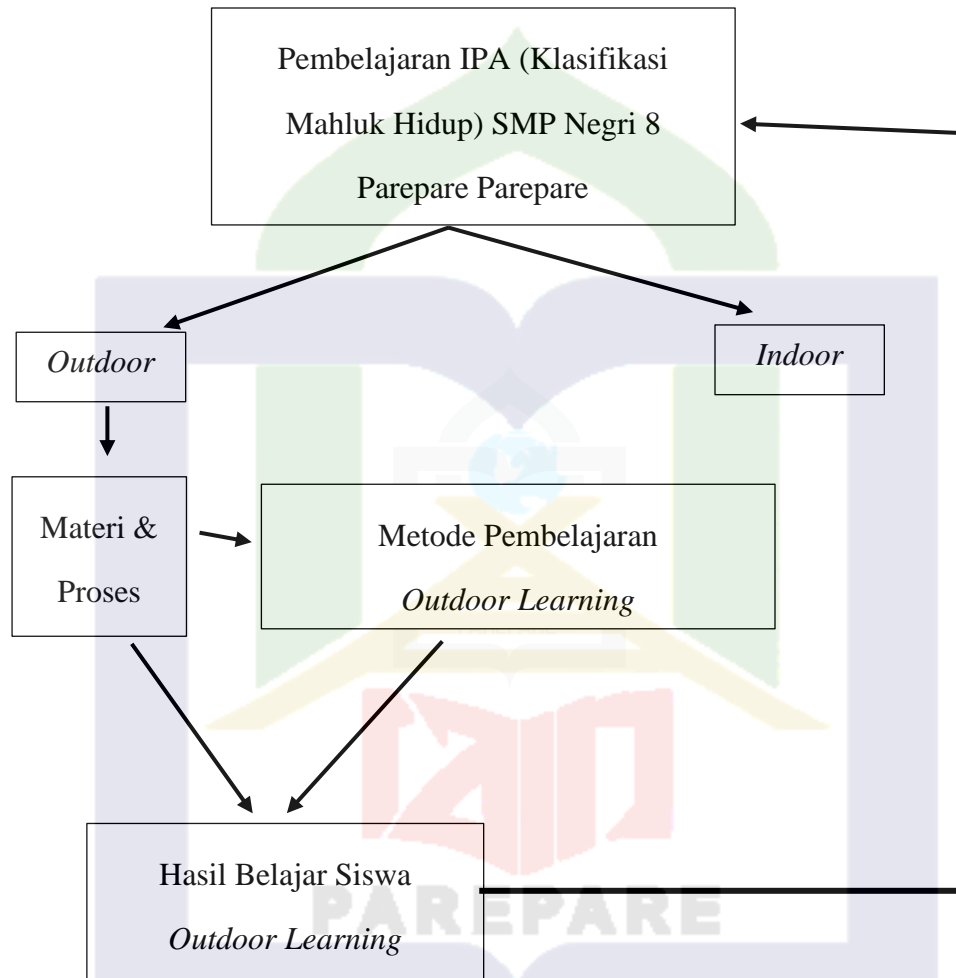 Pembelajaran IPA (Klasifikasi
Mahluk Hidup) SMP Negri 8
Parepare Parepare
Outdoor
Indoor
Materi &
Proses
Metode Pembelajaran
Outdoor Learning
Hasil Belajar Siswa
Outdoor Learning
PAREPARE